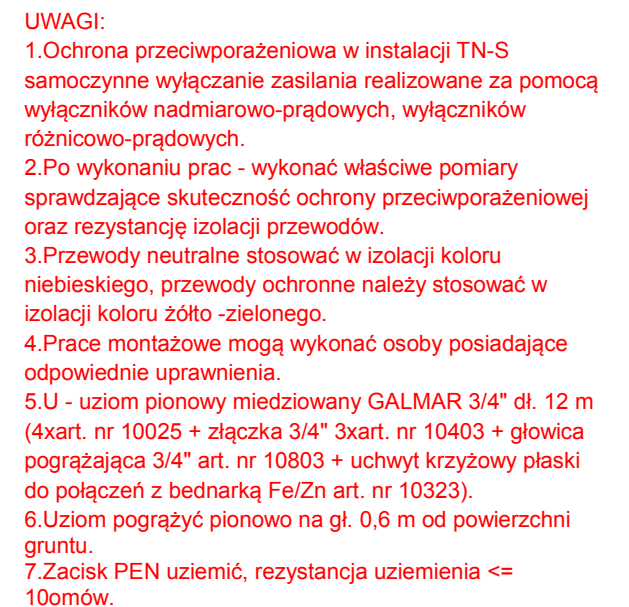 UWAGI:
1.Ochrona przeciwporażeniowa w instalacji TN-S
samoczynne wyłączanie zasilania realizowane za pomocą
wyłączników nadmiarowo-prądowych, wyłączników
różnicowo-prądowych.
2.Po wykonaniu prac - wykonać właściwe pomiary
sprawdzające skuteczność ochrony przeciwporażeniowej
oraz rezystancję izolacji przewodów.
3.Przewody neutralne stosować w izolacji koloru
niebieskiego, przewody ochronne należy stosować w
izolacji koloru żółto -zielonego.
4.Prace montażowe mogą wykonać osoby posiadające
odpowiednie uprawnienia.
5.U - uziom pionowy miedziowany GALMAR 3/4" dł. 12 m
(4xart. nr 10025 + złączka 3/4" 3xart. nr 10403 + głowica
pogrążająca 3/4" art. nr 10803 + uchwyt krzyżowy płaski
do połączeń z bednarką Fe/Zn art. nr 10323).
6.Uziom pogrążyć pionowo na gł. 0,6 m od powierzchni
gruntu.
7.Zacisk PEN uziemić, rezystancja uziemienia <=
10omów.